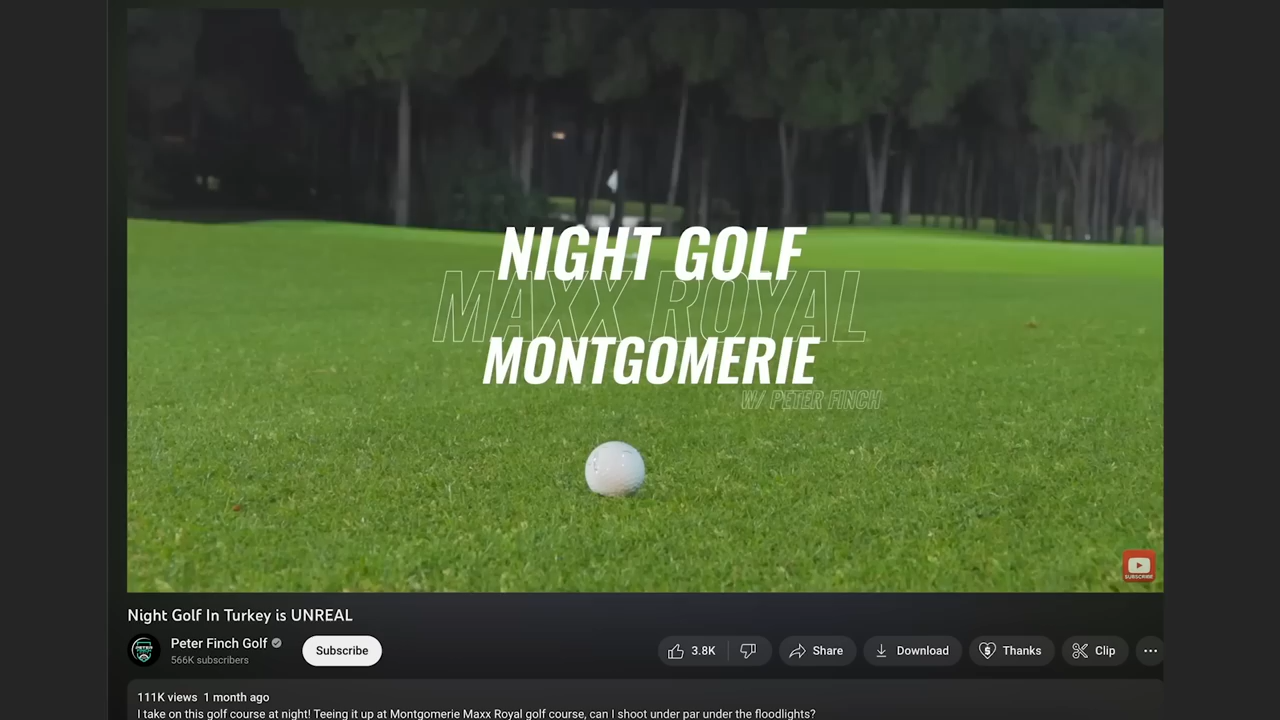 NIGHT GOLF
MAXX ROYAL
MONTGOMERIE
W/ PETER FINCH
SUBSCRIBE
Night Golf In Turkey is UNREAL
Peter Finch Golf
566K subscribers
Subscribe
3.8K
Share
Download
Thanks
Clip
111K views 1 month ago
I take on this golf course at night! Teeing it up at Montgomerie Maxx Royal golf course, can I shoot under par under the floodlights?